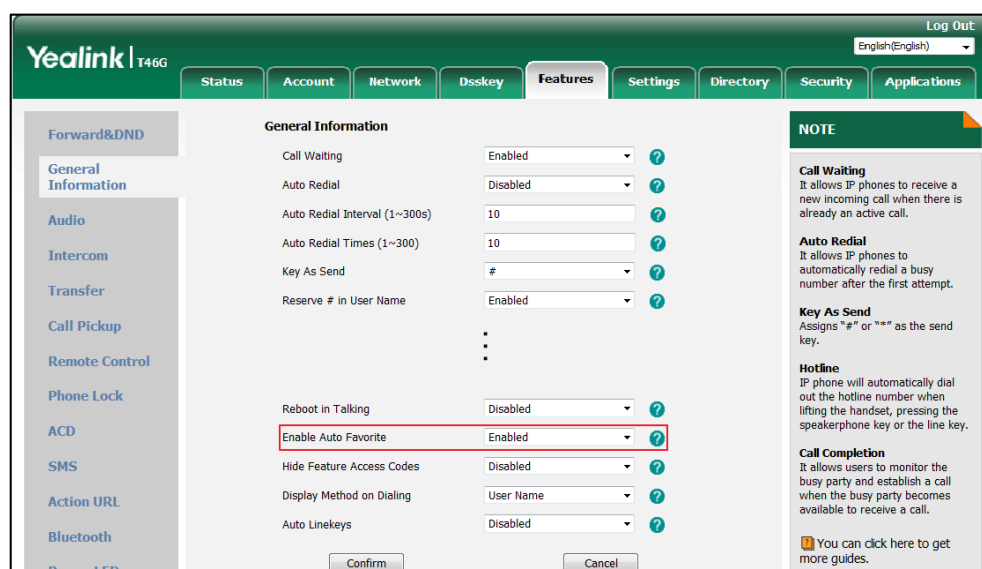 Log Out
English(English)
Yealink | T46G
Status Account Network Dsskey Features Settings Directory Security Applications
Forward&DND
General
Information
Audio
Intercom
Transfer
Call Pickup
Remote Control
Phone Lock
ACD
SMS
Action URL
Bluetooth
General Information
Call Waiting Enabled
Auto Redial Disabled
Auto Redial Interval (1~300s) 10
Auto Redial Times (1~300) 10
Key As Send #
Reserve # in User Name Enabled
Reboot in Talking Disabled
Enable Auto Favorite Enabled
Hide Feature Access Codes Disabled
Display Method on Dialing User Name
Auto Linekeys Disabled
Confirm Cancel
NOTE
Call Waiting
It allows IP phones to receive a
new incoming call when there is
already an active call.
Auto Redial
It allows IP phones to
automatically redial a busy
number after the first attempt.
Key As Send
Assigns "#" or "*" as the send
key.
Hotline
IP phone will automatically dial
out the hotline number when
lifting the handset, pressing the
speakerphone key or the line key.
Call Completion
It allows users to monitor the
busy party and establish a call
when the busy party becomes
available to receive a call.
You can click here to get
more guides.